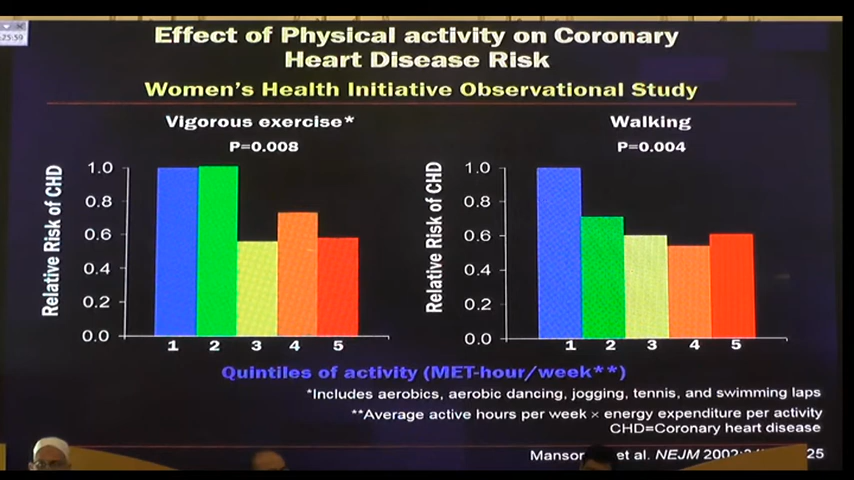 25:59
Effect of Physical activity on Coronary
Heart Disease Risk
Women's Health Initiative Observational Study
Vigorous exercise*
P=0.008
Relative Risk of CHD
1.0
0.8
0.6
0.4
0.2
0.0
1 2 3 4 5
Walking
P=0.004
Relative Risk of CHD
1.0
0.8
0.6
0.4
0.2
0.0
1 2 3 4 5
Quintiles of activity (MET-hour/week**)
*Includes aerobics, aerobic dancing, jogging, tennis, and swimming laps
**Average active hours per week × energy expenditure per activity
CHD=Coronary heart disease
et al. NEJM 25